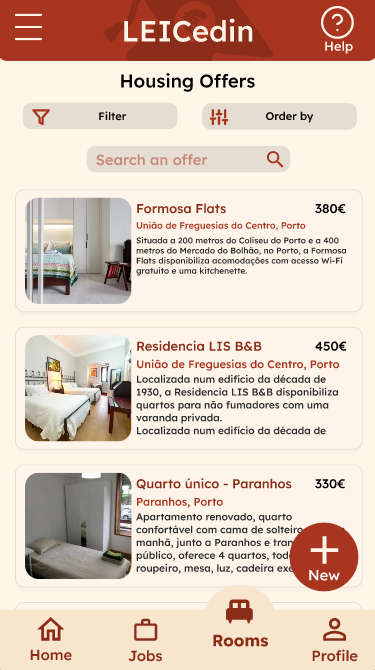 LEICedin
Help
Housing Offers
Filter
Order by
Search an offer
Formosa Flats 380€
União de Freguesias do Centro, Porto
Situada a 200 metros do Coliseu do Porto e a 400
metros do Mercado do Bolhão, no Porto, a Formosa
Flats disponibiliza acomodações com acesso Wi-Fi
gratuito e uma kitchenette.
Residencia LIS B&B 450€
União de Freguesias do Centro, Porto
Localizada num edifício da década de
1930, a Residencia LIS B&B disponibiliza
quartos para não fumadores com uma
varanda privada.
Localizada num edifício da década de
Quarto único - Paranhos 330€
Paranhos, Porto
Apartamento renovado, quarto
confortável com cama de solteiro
manhã, junto a Paranhos e
público, oferece 4 quartos,
roupeiro, mesa, luz, cadeira
New
Home
Jobs
Rooms
Profile